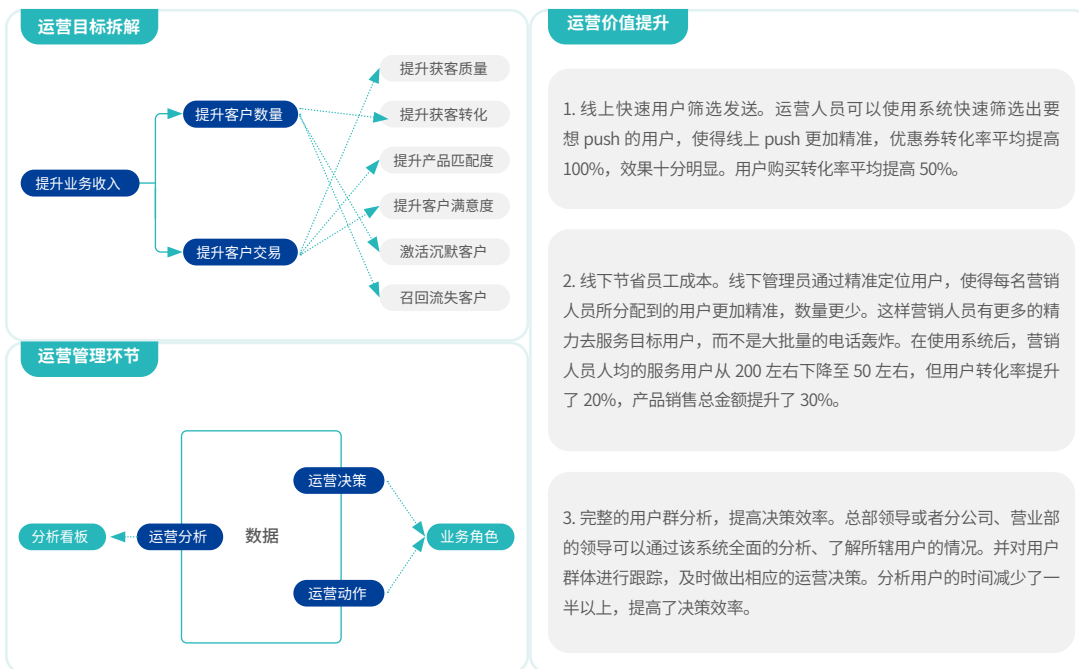 运营目标拆解
提升业务收入
提升客户数量
提升客户交易
提升获客质量
提升获客转化
提升产品匹配度
提升客户满意度
激活沉默客户
召回流失客户
运营管理环节
分析看板
运营分析
数据
运营决策
运营动作
业务角色
运营价值提升
1. 线上快速用户筛选发送。运营人员可以使用系统快速筛选出要
想 push 的用户，使得线上 push 更加精准，优惠券转化率平均提高
100%，效果十分明显。用户购买转化率平均提高 50%。
2. 线下节省员工成本。线下管理员通过精准定位用户，使得每名营销
人员所分配到的用户更加精准，数量更少。这样营销人员有更多的精
力去服务目标用户，而不是大批量的电话轰炸。在使用系统后，营销
人员人均的服务用户从 200 左右下降至 50 左右，但用户转化率提升
了 20%，产品销售总金额提升了 30%。
3. 完整的用户群分析，提高决策效率。总部领导或者分公司、营业部
的领导可以通过该系统全面的分析、了解所辖用户的情况。并对用户
群体进行跟踪，及时做出相应的运营决策。分析用户的时间减少了一
半以上，提高了决策效率。